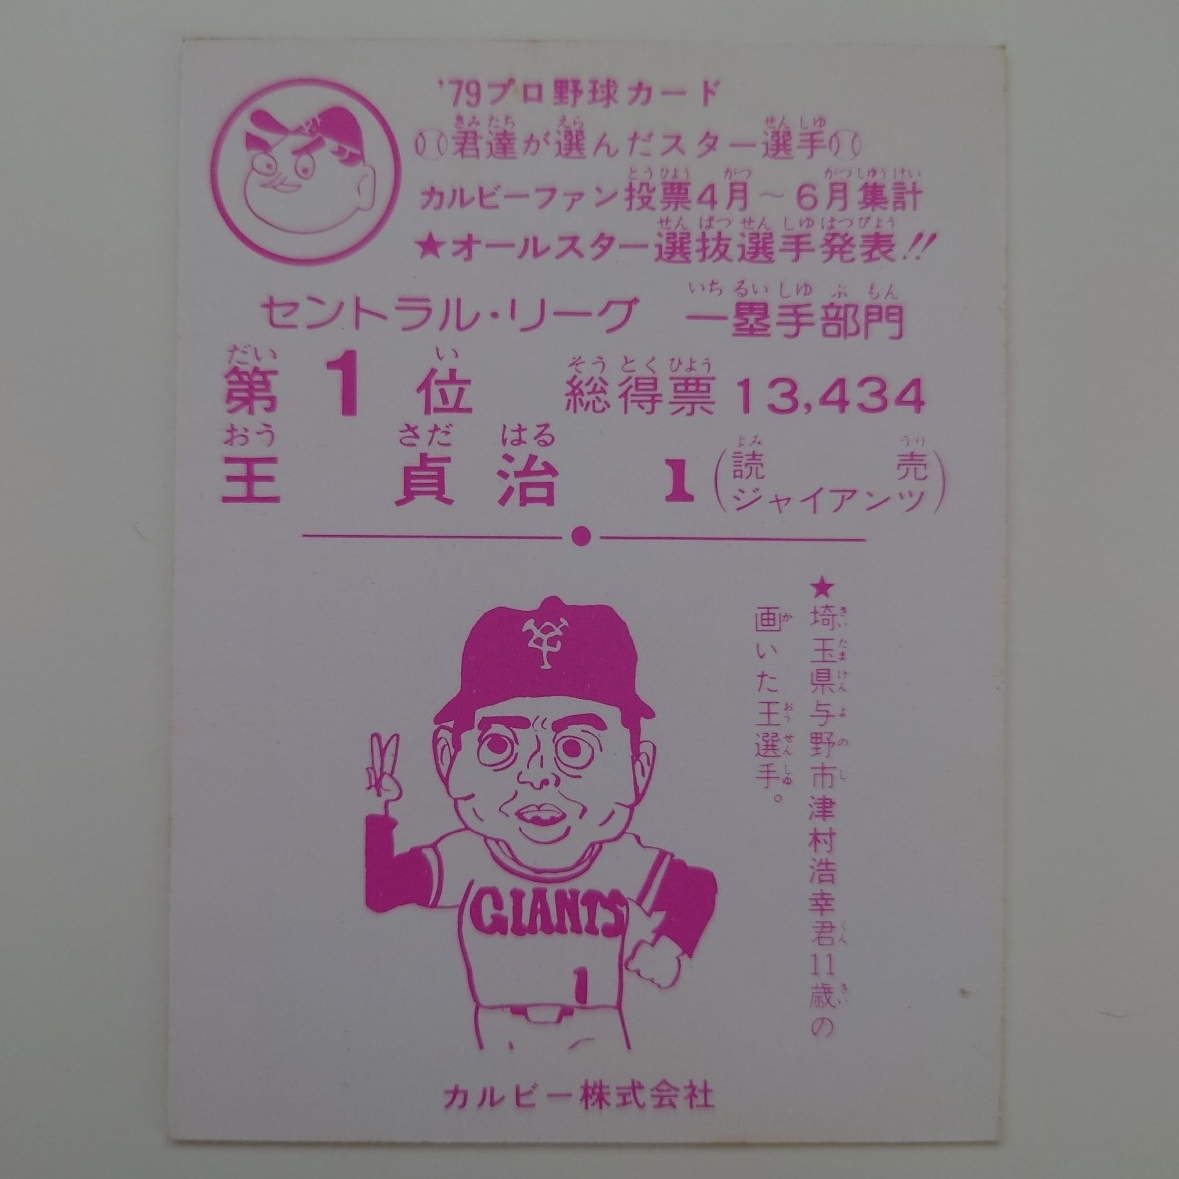 '79プロ野球カード
君達が選んだスター選手
カルビーファン投票4月～6月集計
★オールスター選抜選手発表!!
セントラル・リーグ 一塁手部門
第1位 総得票13,434
王 貞治 1(読売ジャイアンツ)
★埼玉県与野市津村浩幸君11歳の
画いた王選手。
YG
GIANTS
1
カルビー株式会社